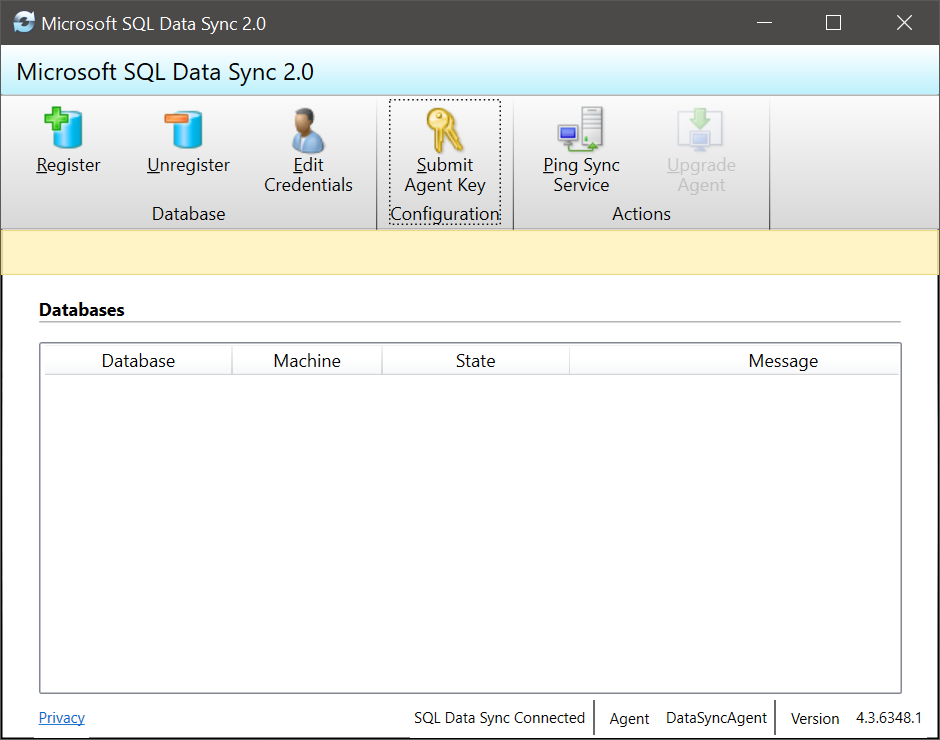 Microsoft SQL Data Sync 2.0
Microsoft SQL Data Sync 2.0
Register
Unregister
Edit
Credentials
Database
Submit
Agent Key
Configuration
Ping Sync
Service
Upgrade
Agent
Actions
Databases
Database Machine State Message
Privacy SQL Data Sync Connected Agent DataSyncAgent Version 4.3.6348.1